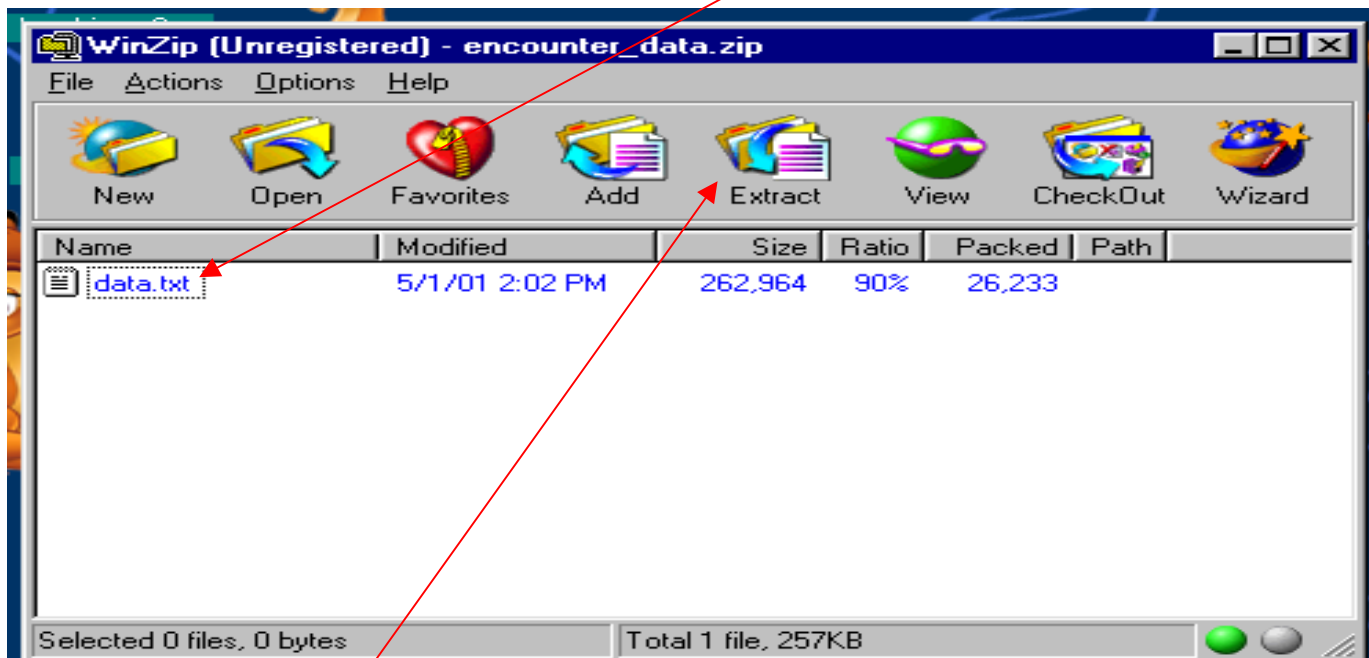 WinZip (Unregistered) - encounter_data.zip
File Actions Options Help
New Open Favorites Add Extract View CheckOut Wizard
Name Modified Size Ratio Packed Path
data.txt 5/1/01 2:02 PM 262,964 90% 26,233
Selected 0 files, 0 bytes Total 1 file, 257KB